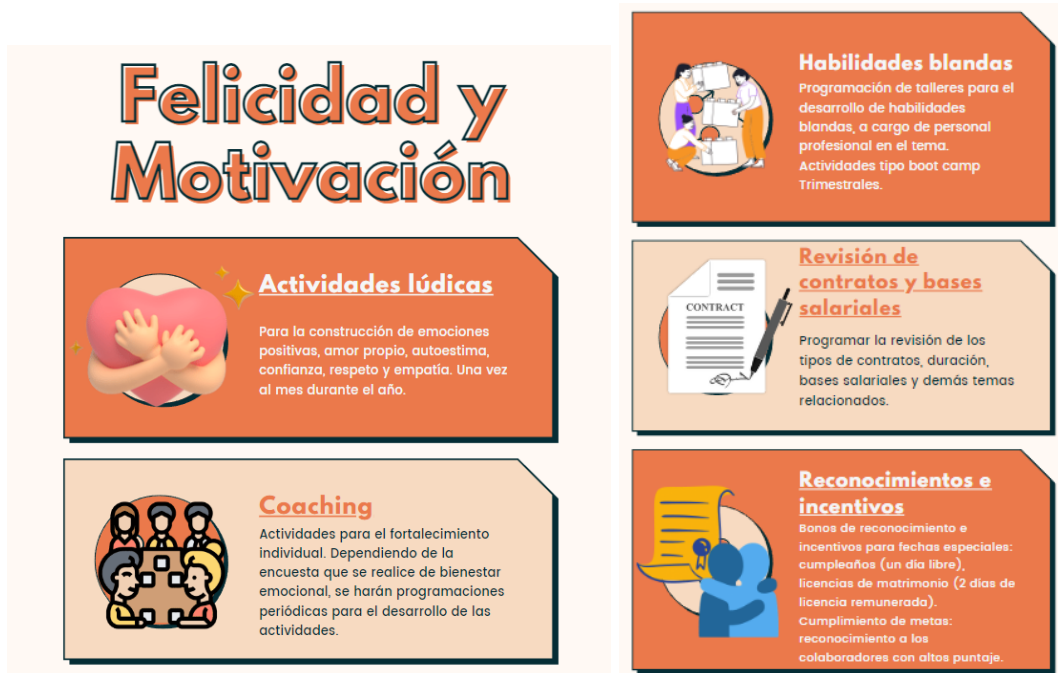 Felicidad y
Motivación
Actividades lúdicas
Para la construcción de emociones
positivas, amor propio, autoestima,
confianza, respeto y empatía. Una vez
al mes durante el año.
Coaching
Actividades para el fortalecimiento
individual. Dependiendo de la
encuesta que se realice de bienestar
emocional, se harán programaciones
periódicas para el desarrollo de las
actividades.
Habilidades blandas
Programación de talleres para el
desarrollo de habilidades
blandas, a cargo de personal
profesional en el tema.
Actividades tipo boot camp
Trimestrales.
CONTRACT
Revisión de
contratos y bases
salariales
Programar la revisión de los
tipos de contratos, duración,
bases salariales y demás temas
relacionados.
Reconocimientos e
incentivos
Bonos de reconocimiento e
incentivos para fechas especiales:
cumpleaños (un día libre),
licencias de matrimonio (2 días de
licencia remunerada).
Cumplimiento de metas:
reconocimiento a los
colaboradores con altos puntaje.